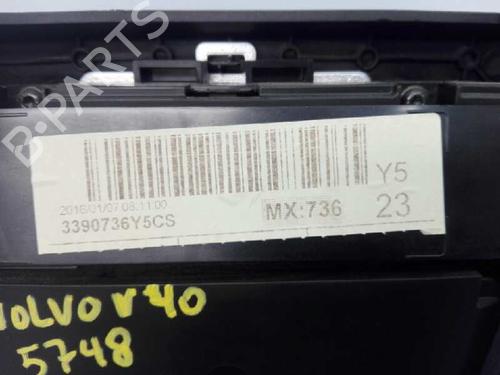 B-PARTS
2016/01/07 08:11:00
3390736Y5CS
MX:736
Y5
23
VOLVO V40
5748